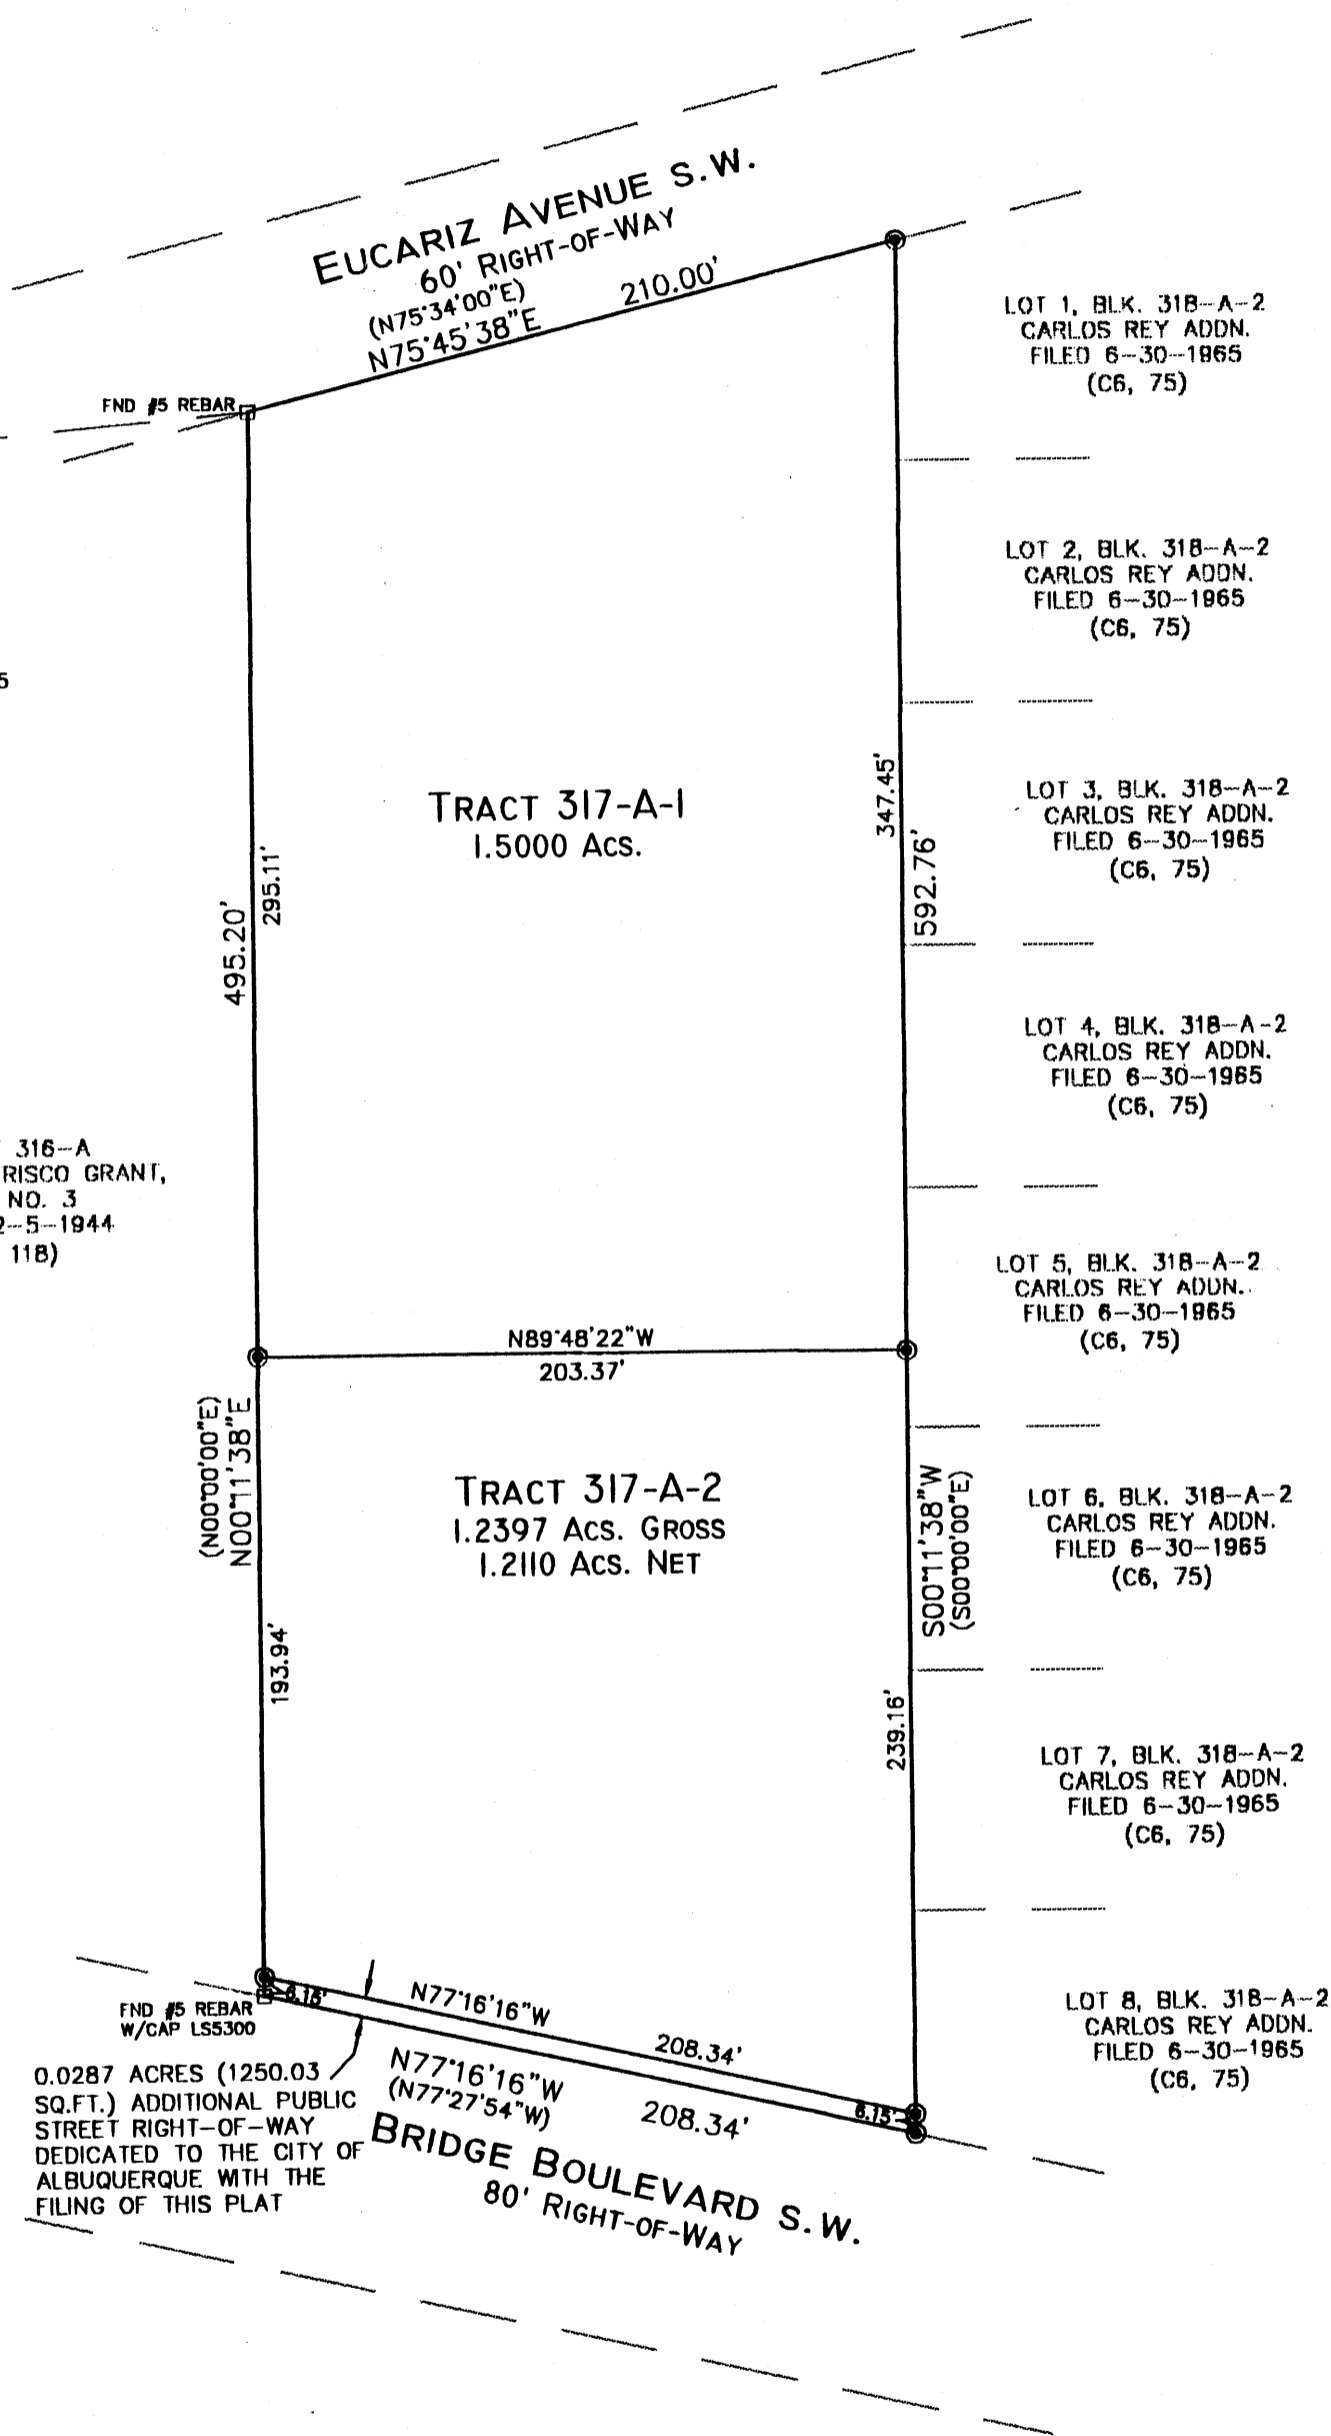 EUCARIZ AVENUE S.W.
60' RIGHT-OF-WAY
(N75°34'00"E)
N75°45'38"E
210.00'
FND #5 REBAR
LOT 1, BLK. 318-A-2
CARLOS REY ADDN.
FILED 6-30-1965
(C6, 75)
LOT 2, BLK. 318-A-2
CARLOS REY ADDN.
FILED 6-30-1965
(C6, 75)
5
TRACT 317-A-1
1.5000 ACS.
347.45'
592.76'
LOT 3, BLK. 318-A-2
CARLOS REY ADDN.
FILED 6-30-1965
(C6, 75)
495.20'
295.11'
LOT 4, BLK. 318-A-2
CARLOS REY ADDN.
FILED 6-30-1965
(C6, 75)
316-A
RISCO GRANT,
NO. 3
2-5-1944
118)
LOT 5, BLK. 318-A-2
CARLOS REY ADDN.
FILED 6-30-1965
(C6, 75)
N89°48'22"W
203.37'
(N00°00'00"E)
N00°11'38"E
TRACT 317-A-2
1.2397 ACS. GROSS
1.2110 ACS. NET
S00°11'38"W
(S00°00'00"E)
LOT 6, BLK. 318-A-2
CARLOS REY ADDN.
FILED 6-30-1965
(C6, 75)
193.94'
239.16'
LOT 7, BLK. 318-A-2
CARLOS REY ADDN.
FILED 6-30-1965
(C6, 75)
6.15'
N77°16'16"W
208.34'
FND #5 REBAR
W/CAP LS5300
LOT 8, BLK. 318-A-2
CARLOS REY ADDN.
FILED 6-30-1965
(C6, 75)
6.15'
N77°16'16"W
(N77°27'54"W)
208.34'
0.0287 ACRES (1250.03
SQ.FT.) ADDITIONAL PUBLIC
STREET RIGHT-OF-WAY
DEDICATED TO THE CITY OF
ALBUQUERQUE WITH THE
FILING OF THIS PLAT
BRIDGE BOULEVARD S.W.
80' RIGHT-OF-WAY